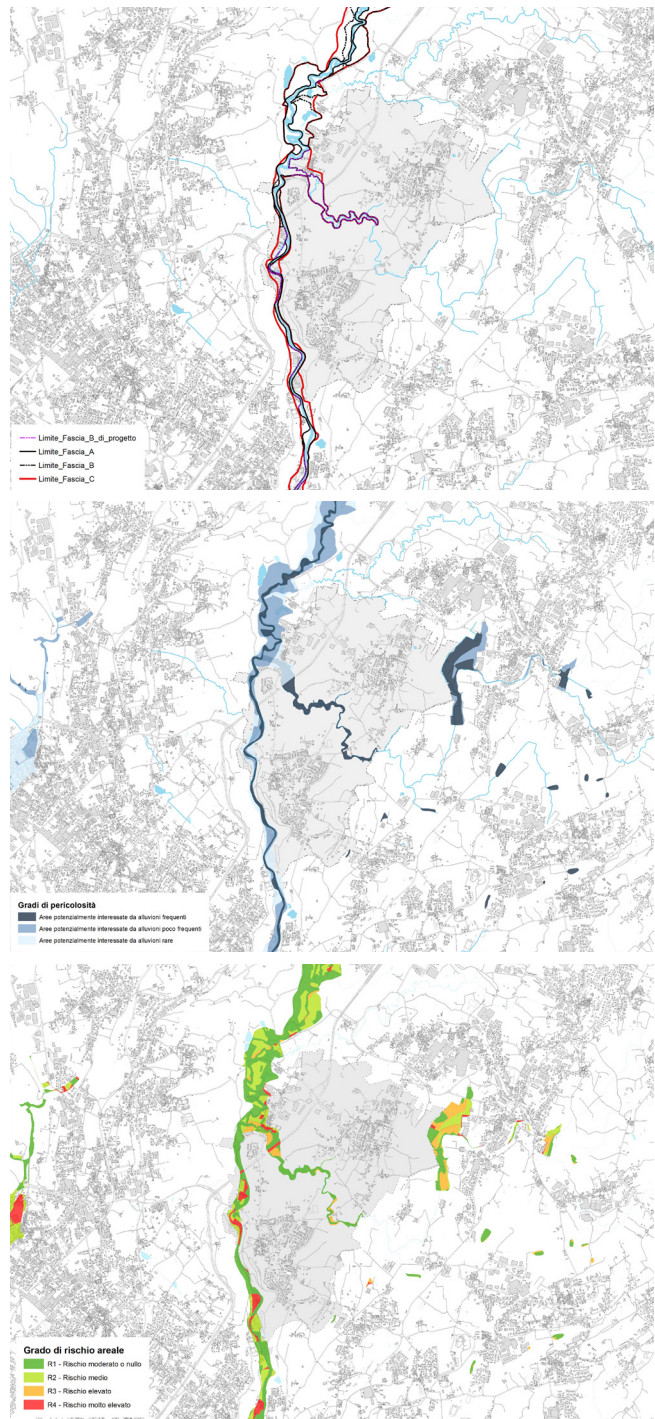 Limite_Fascia_B_di_progetto
Limite_Fascia_A
Limite_Fascia_B
Limite_Fascia_C
Gradi di pericolosità
Aree potenzialmente interessate da alluvioni frequenti
Aree potenzialmente interessate da alluvioni poco frequenti
Aree potenzialmente interessate da alluvioni rare
Grado di rischio areale
R1 - Rischio moderato o nullo
R2 - Rischio medio
R3 - Rischio elevato
R4 - Rischio molto elevato